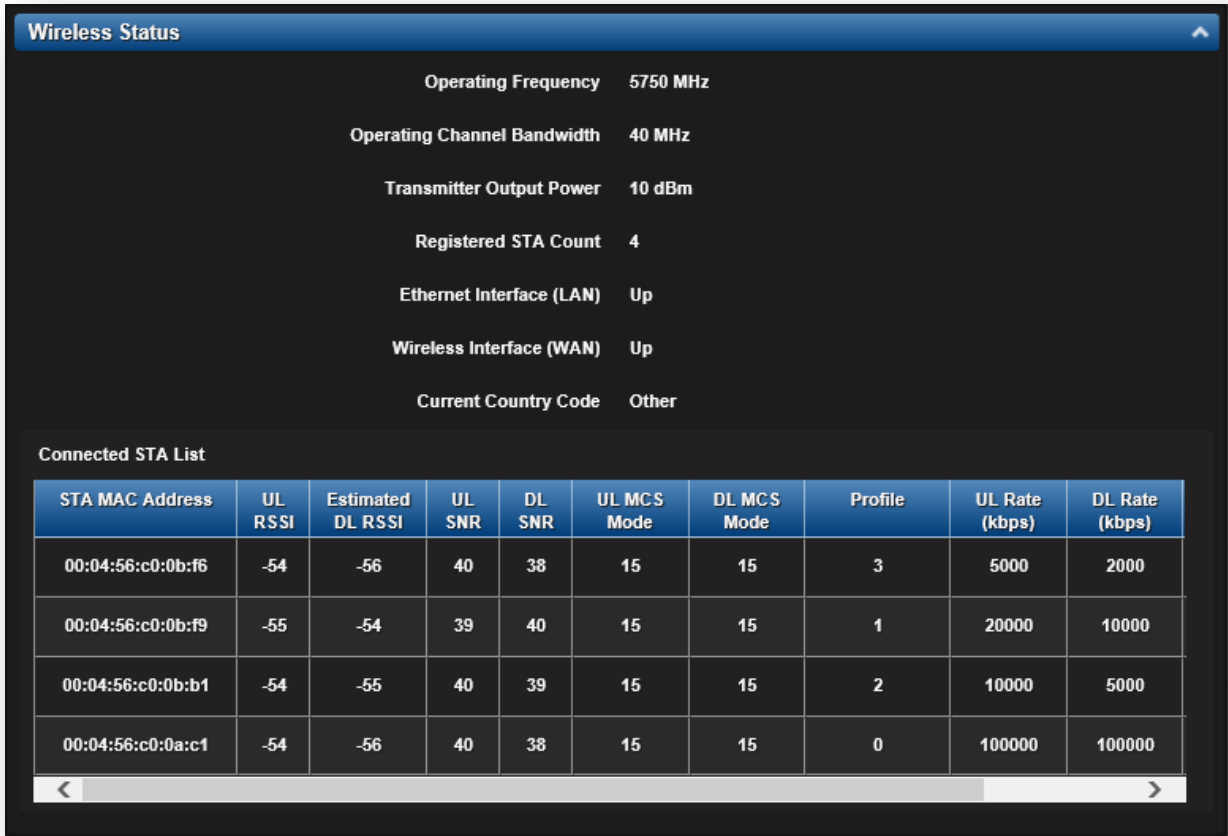 Wireless Status
Operating Frequency 5750 MHz
Operating Channel Bandwidth 40 MHz
Transmitter Output Power 10 dBm
Registered STA Count 4
Ethernet Interface (LAN) Up
Wireless Interface (WAN) Up
Current Country Code Other
Connected STA List
STA MAC Address UL RSSI Estimated DL RSSI UL SNR DL SNR UL MCS Mode DL MCS Mode Profile UL Rate (kbps) DL Rate (kbps)
00:04:56:c0:0b:f6 -54 -56 40 38 15 15 3 5000 2000
00:04:56:c0:0b:f9 -55 -54 39 40 15 15 1 20000 10000
00:04:56:c0:0b:b1 -54 -55 40 39 15 15 2 10000 5000
00:04:56:c0:0a:c1 -54 -56 40 38 15 15 0 100000 100000